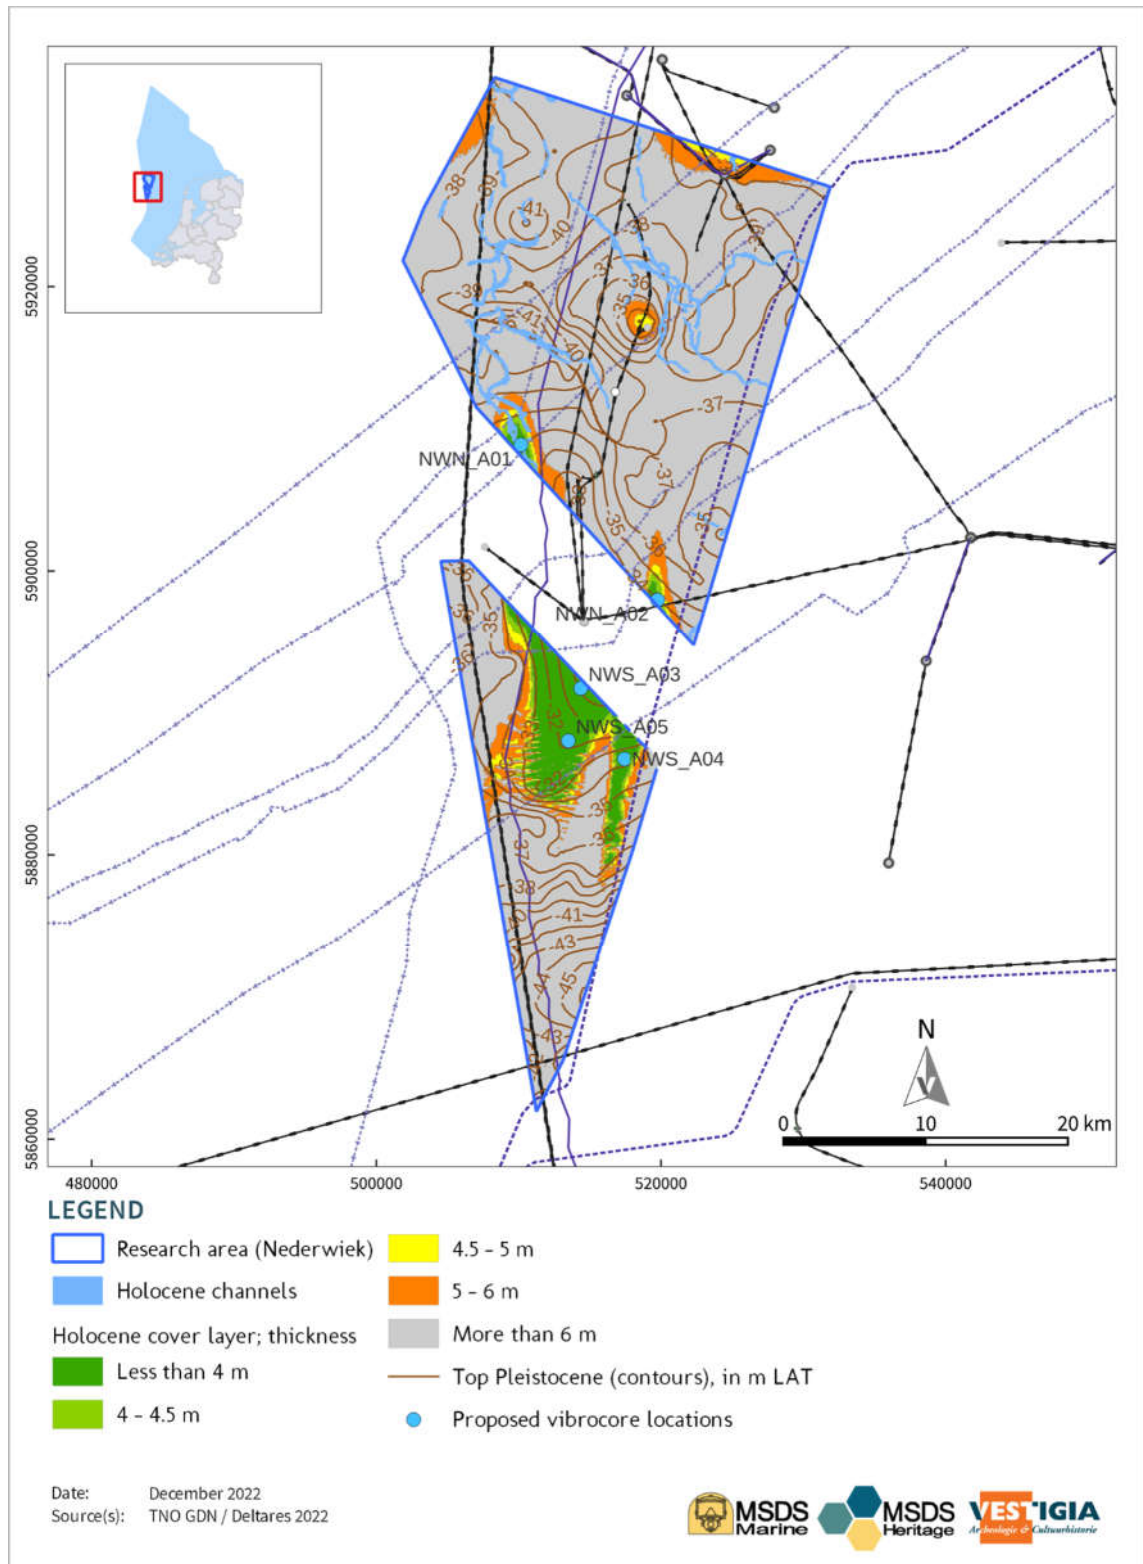 5920000
5900000
5880000
5860000
-38
-39
-41
-40
-38
-39
-37
-36
-35
-39
-41
-40
-37
NWN_A01
-37
-35
-35
-36
NWN_A02
-35
-36
NWS_A03
-32
NWS_A05
NWS_A04
-37
-38
-40
-41
-43
-44
-45
-43
N
0 10 20 km
480000 500000 520000 540000
LEGEND
Research area (Nederwiek)
Holocene channels
Holocene cover layer; thickness
Less than 4 m
4 – 4.5 m
4.5 – 5 m
5 – 6 m
More than 6 m
Top Pleistocene (contours), in m LAT
Proposed vibrocore locations
Date: December 2022
Source(s): TNO GDN / Deltares 2022
MSDS
Marine
MSDS
Heritage
VESTIGIA
Archeologie & Cultuurhistorie